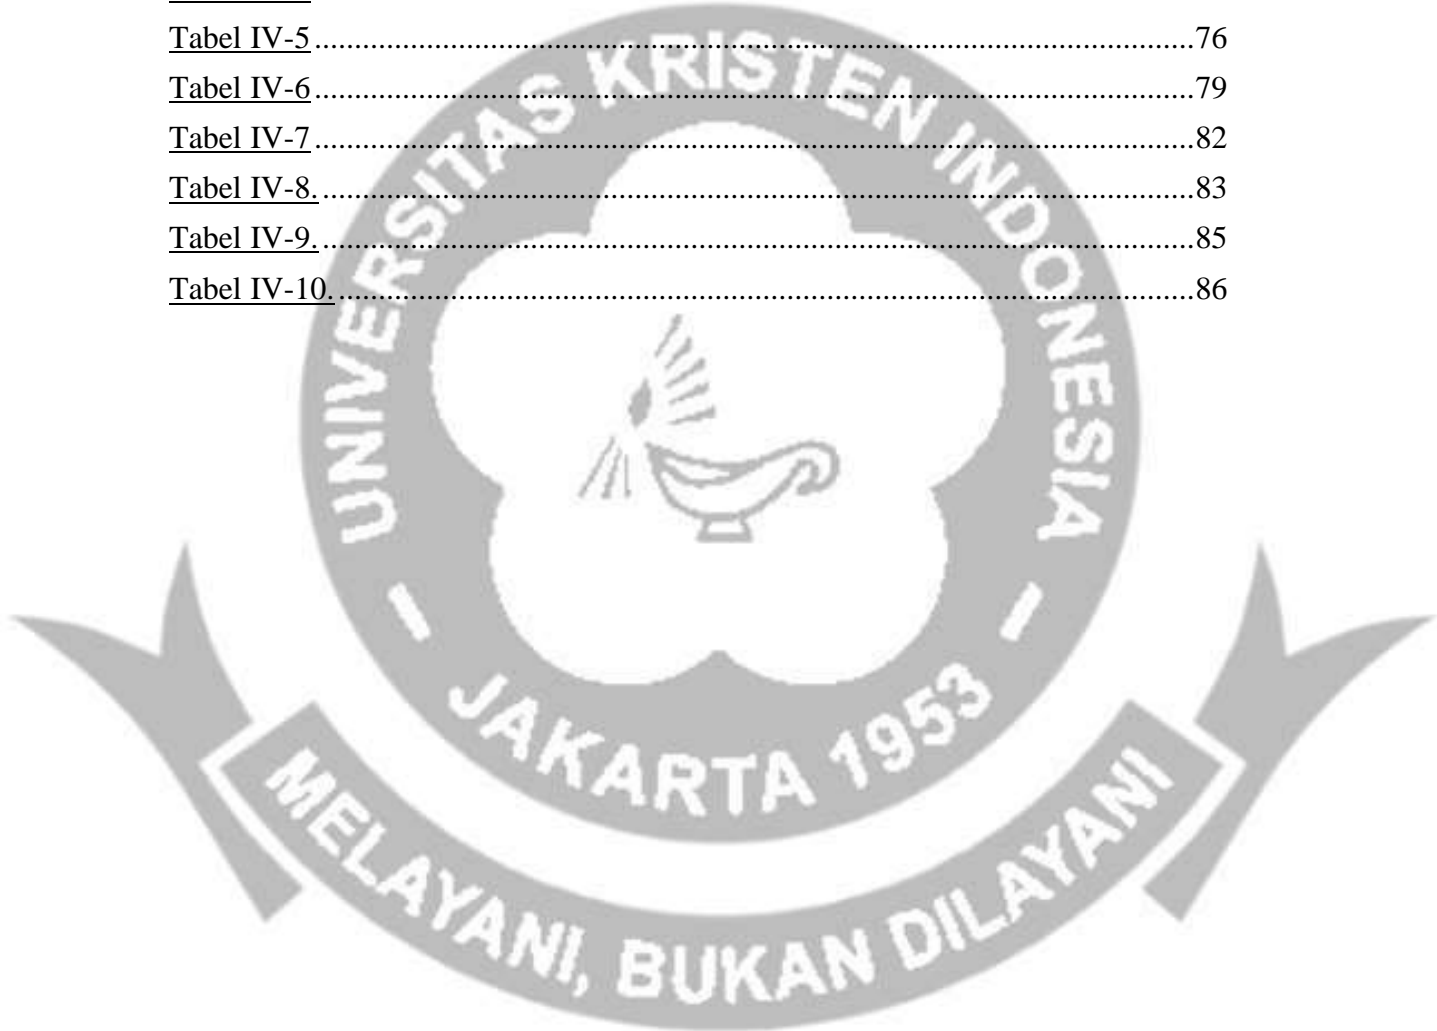 Tabel IV-5........................................................................................................76
Tabel IV-6........................................................................................................79
Tabel IV-7........................................................................................................82
Tabel IV-8........................................................................................................83
Tabel IV-9........................................................................................................85
Tabel IV-10......................................................................................................86
UNIVERSITAS KRISTEN INDONESIA
JAKARTA 1953
MELAYANI, BUKAN DILAYANI